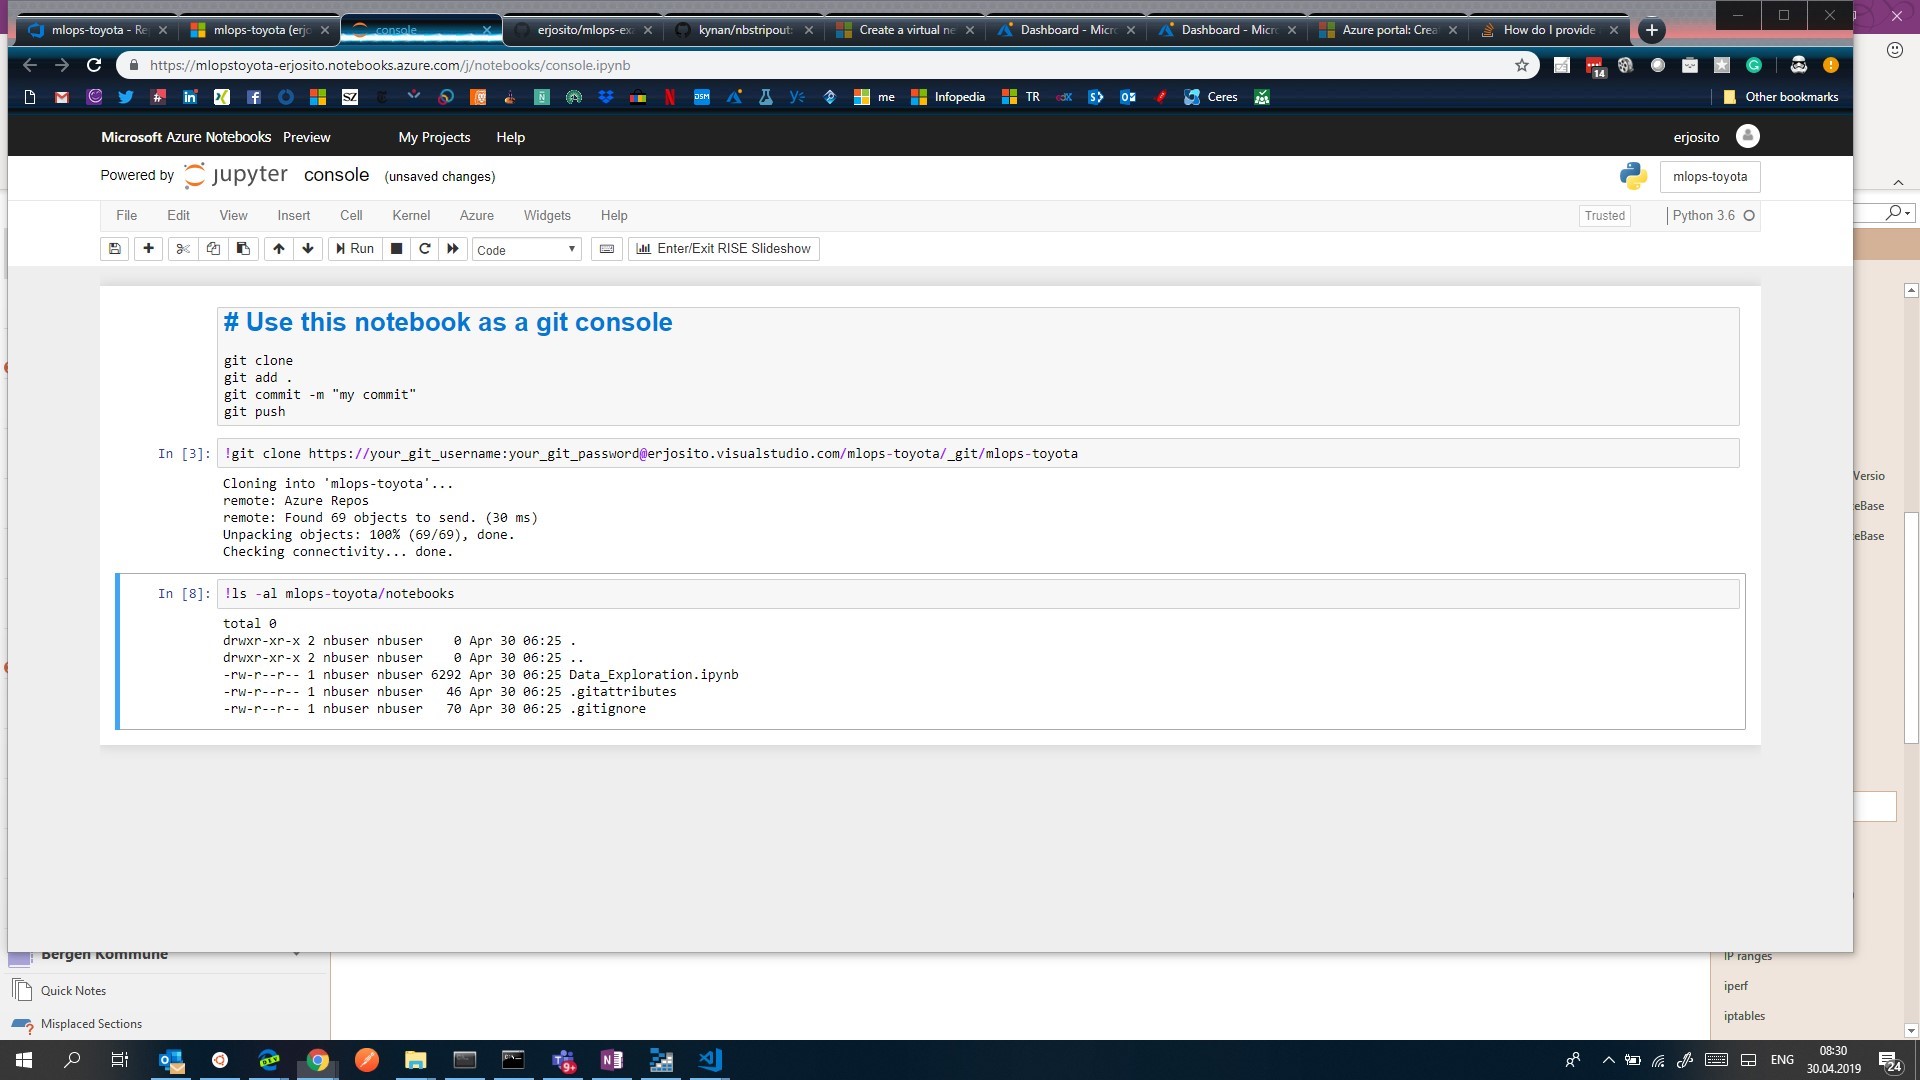 mlops-toyota - Re
mlops-toyota (erjo
console
erjosito/mlops-exa
kynan/nbstripout:
Create a virtual ne
Dashboard - Micro
Dashboard - Micro
Azure portal: Crea
How do I provide
https://mlopstoyota-erjosito.notebooks.azure.com/j/notebooks/console.ipynb
14
SZ
me
Infopedia
TR
Ceres
Other bookmarks
Microsoft Azure Notebooks Preview My Projects Help erjosito
Powered by jupyter console (unsaved changes) mlops-toyota
File Edit View Insert Cell Kernel Azure Widgets Help Trusted Python 3.6
Run Code Enter/Exit RISE Slideshow
# Use this notebook as a git console
git clone
git add .
git commit -m "my commit"
git push
In [3]: !git clone https://your_git_username:your_git_password@erjosito.visualstudio.com/mlops-toyota/_git/mlops-toyota
Cloning into 'mlops-toyota'...
remote: Azure Repos
remote: Found 69 objects to send. (30 ms)
Unpacking objects: 100% (69/69), done.
Checking connectivity... done.
In [8]: !ls -al mlops-toyota/notebooks
total 0
drwxr-xr-x 2 nbuser nbuser    0 Apr 30 06:25 .
drwxr-xr-x 2 nbuser nbuser    0 Apr 30 06:25 ..
-rw-r--r-- 1 nbuser nbuser 6292 Apr 30 06:25 Data_Exploration.ipynb
-rw-r--r-- 1 nbuser nbuser   46 Apr 30 06:25 .gitattributes
-rw-r--r-- 1 nbuser nbuser   70 Apr 30 06:25 .gitignore
Versio
eBase
eBase
Bergen Kommune
Quick Notes
Misplaced Sections
IP ranges
iperf
iptables
ENG
08:30
30.04.2019
24